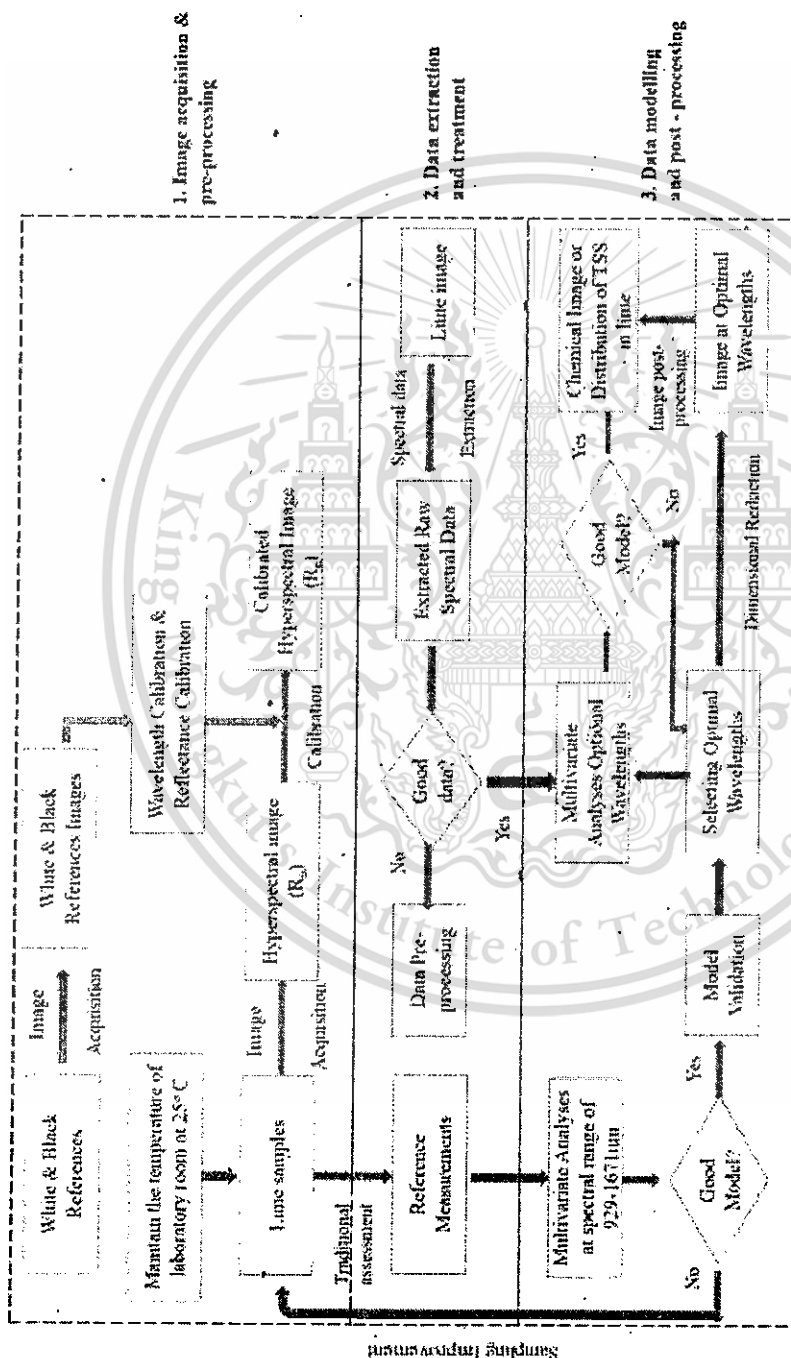 1. Image acquisition &
pre-processing
White & Black
References
Image
Acquisition
White & Black
References Images
Maintain the temperature of
laboratory room at 25°C
Wavelength Calibration &
Reflectance Calibration
Lime samples
Image
Acquisition
Hyperspectral image
Calibration
Calibrated
Hyperspectral Image
2. Data extraction
and treatment
Traditional
assessment
Reference
Measurements
Data Pre-
processing
No
Good
data?
Yes
Extracted Raw
Spectral Data
Spectral data
Extraction
Lime image
3. Data modelling
and post - processing
Multivariate Analyses
at spectral range of
929-1671nm
Multivariate
Analyses Optional
Wavelengths
Good
Model?
Yes
No
Chemical Image or
Distribution of TSS
in lime
Image post-
processing
Good
Model?
Yes
No
Model
Validation
Selecting Optimal
Wavelengths
Dimensional Reduction
Image at Optimal
Wavelengths
Sampling Improvement
King
Institute of Technolo